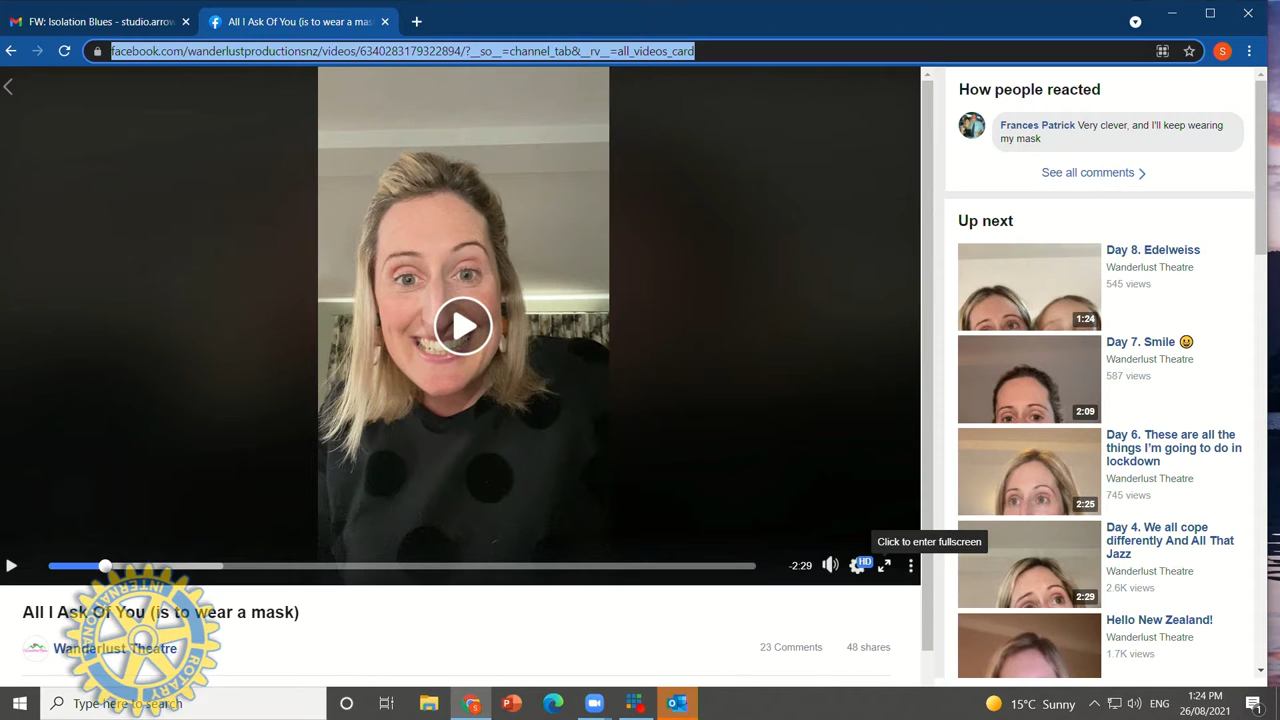 FW: Isolation Blues - studio.arrow
All I Ask Of You (is to wear a mas
facebook.com/wanderlustproductionsnz/videos/6340283179322894/?__so__=channel_tab&__rv__=all_videos_card
S
How people reacted
Frances Patrick Very clever, and I'll keep wearing
my mask
See all comments
Up next
Day 8. Edelweiss
Wanderlust Theatre
545 views
1:24
Day 7. Smile 😀
Wanderlust Theatre
587 views
2:09
Day 6. These are all the
things I'm going to do in
lockdown
Wanderlust Theatre
745 views
2:25
Day 4. We all cope
differently And All That
Jazz
Wanderlust Theatre
2.6K views
2:29
Hello New Zealand!
Wanderlust Theatre
1.7K views
Click to enter fullscreen
-2:29
HD
All I Ask Of You (is to wear a mask)
Wanderlust Theatre
23 Comments
48 shares
ROTARY
INTERNATIONAL
Type here to search
15°C Sunny
ENG
1:24 PM
26/08/2021
1